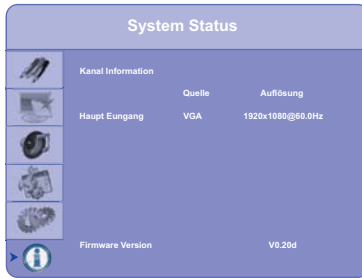 System Status
Kanal Information
Quelle Auflösung
Haupt Eungang VGA 1920x1080@60.0Hz
Firmware Version V0.20d